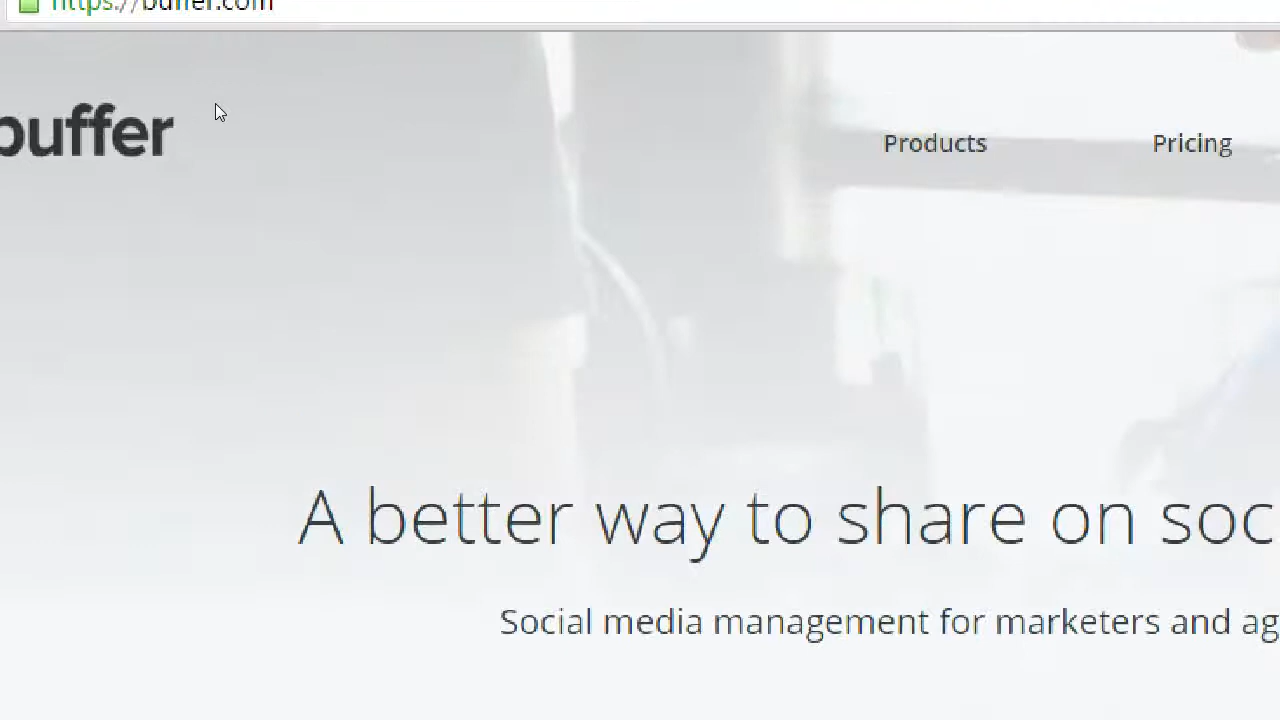 https://buffer.com
buffer
Products
Pricing
A better way to share on soc
Social media management for marketers and ag